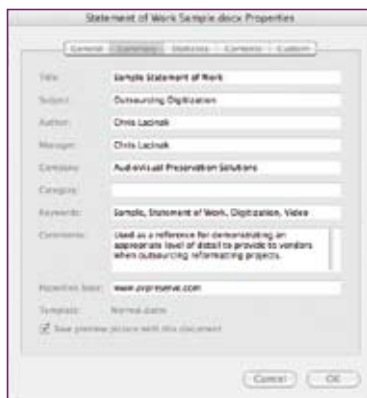 Statement of Work Sample.docx Properties
General Summary Statistics Contents Custom
Title: Sample Statement of Work
Subject: Outsourcing Digitization
Author: Chris Lacinak
Manager: Chris Lacinak
Company: AudioVisual Preservation Solutions
Category:
Keywords: Sample, Statement of Work, Digitization, Video
Comments: Used as a reference for demonstrating an
appropriate level of detail to provide to vendors
when outsourcing reformatting projects.
Hyperlink base: www.avpreserve.com
Template: Normal.dotm
Save preview picture with this document
Cancel OK